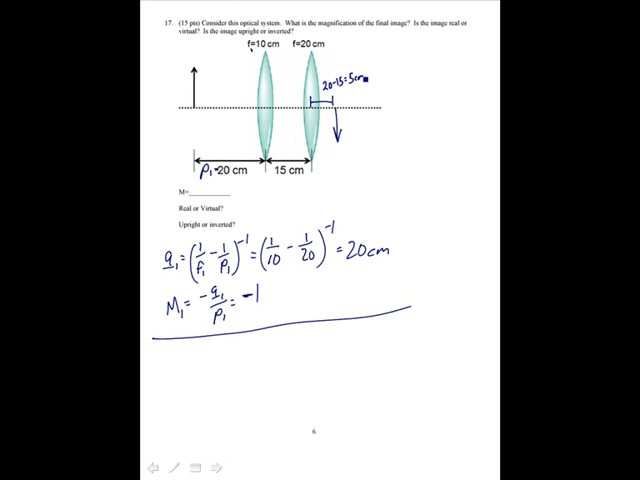 17. (15 pts) Consider this optical system. What is the magnification of the final image? Is the image real or
virtual? Is the image upright or inverted?
f=10 cm f=20 cm
20-15=5cm
p₁=20 cm 15 cm
M=________
Real or Virtual?
Upright or inverted?
q₁ = (1/f₁ - 1/p₁)⁻¹ = (1/10 - 1/20)⁻¹ = 20cm
M₁ = -q₁/p₁ = -1
6